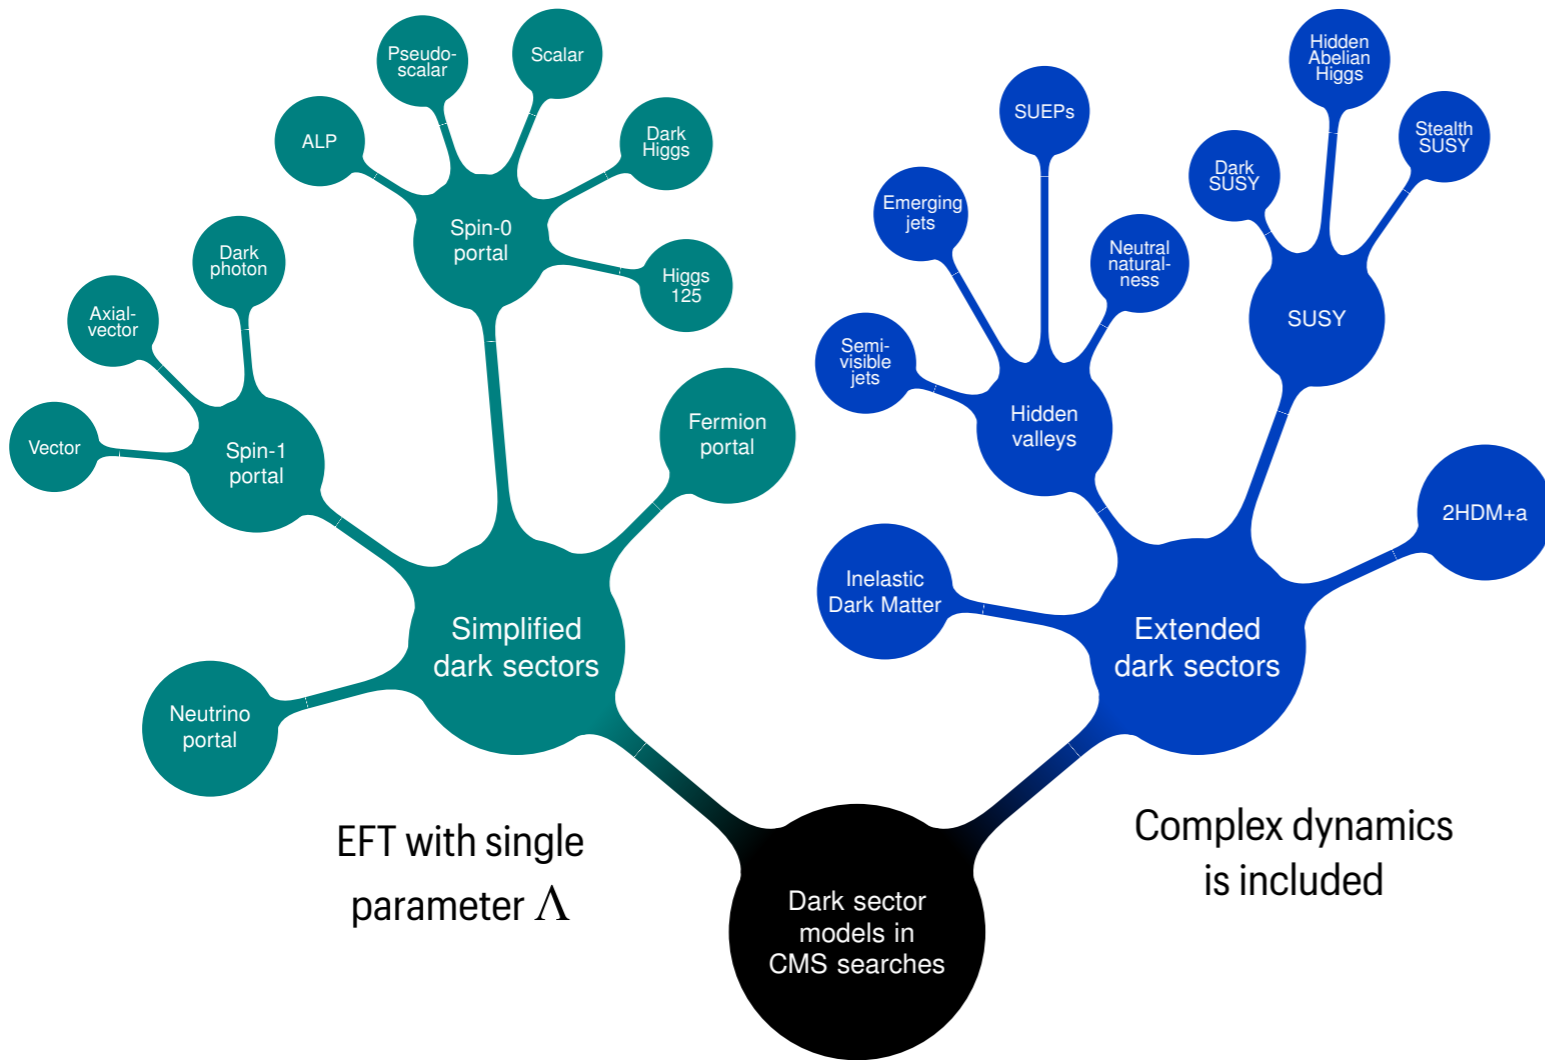 Pseudo-
scalar
Scalar
ALP
Dark
Higgs
Spin-0
portal
Higgs
125
Dark
photon
Axial-
vector
Vector
Spin-1
portal
Fermion
portal
Simplified
dark sectors
Neutrino
portal
EFT with single
parameter Λ
Hidden
Abelian
Higgs
SUEPs
Stealth
SUSY
Dark
SUSY
Emerging
jets
Neutral
natural-
ness
SUSY
Semi-
visible
jets
Hidden
valleys
2HDM+a
Inelastic
Dark Matter
Extended
dark sectors
Complex dynamics
is included
Dark sector
models in
CMS searches